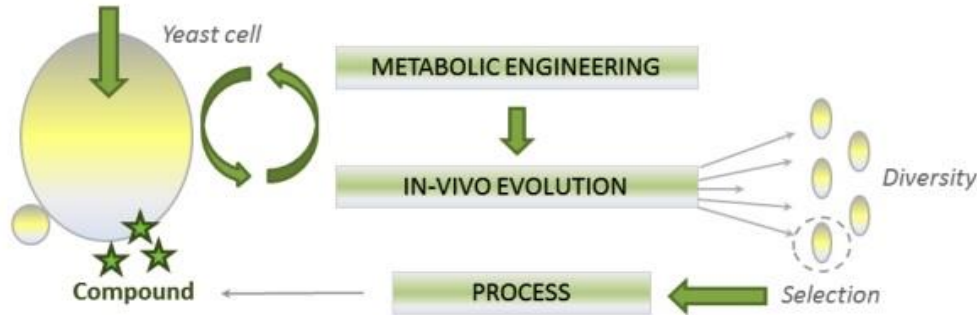 Yeast cell
METABOLIC ENGINEERING
IN-VIVO EVOLUTION
Diversity
Compound
PROCESS
Selection